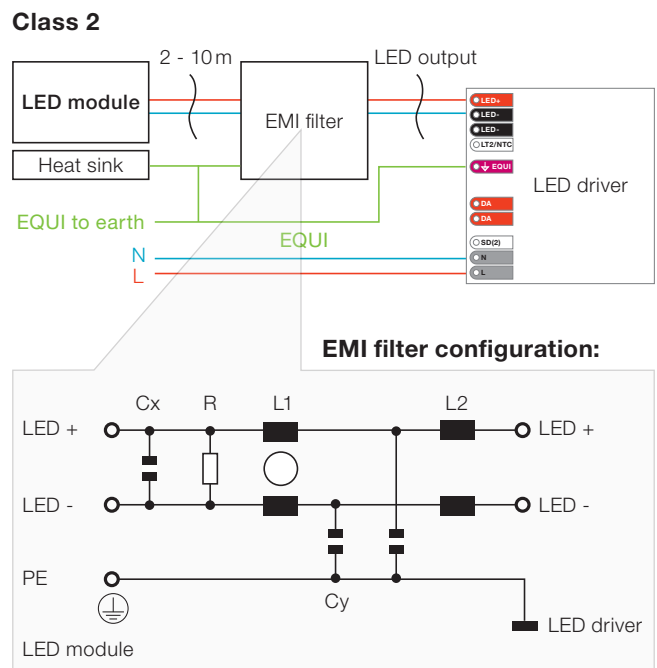 Class 2
2 - 10 m
LED output
LED module
EMI filter
LED+
LED-
LED-
LT2/NTC
EQUI
DA
DA
SD(2)
N
L
LED driver
Heat sink
EQUI to earth
EQUI
N
L
EMI filter configuration:
Cx
R
L1
L2
LED +
LED +
LED -
LED -
PE
Cy
LED driver
LED module